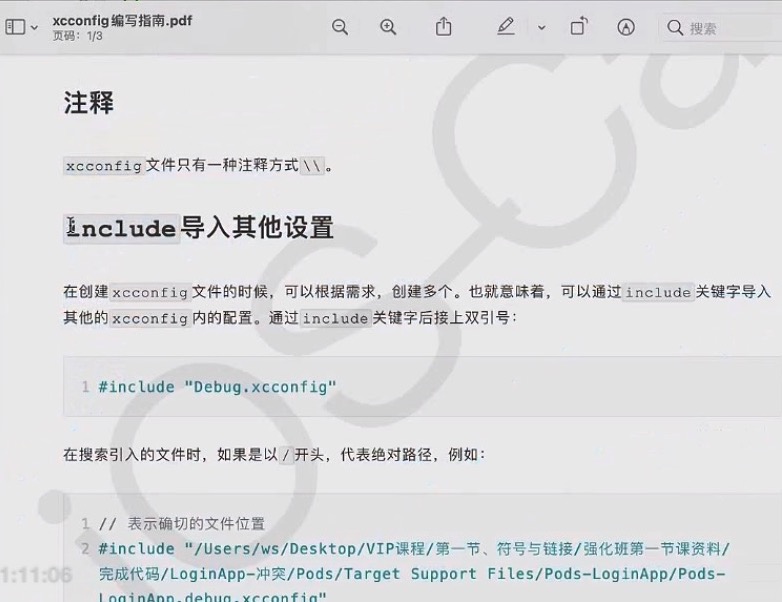 xcconfig编写指南.pdf
页码：1/3
搜索
注释
xcconfig文件只有一种注释方式\\。
include导入其他设置
在创建xcconfig文件的时候，可以根据需求，创建多个。也就意味着，可以通过include关键字导入
其他的xcconfig内的配置。通过include关键字后接上双引号：
1 #include "Debug.xcconfig"
在搜索引入的文件时，如果是以/开头，代表绝对路径，例如：
1 // 表示确切的文件位置
2 #include "/Users/ws/Desktop/VIP课程/第一节、符号与链接/强化班第一节课资料/
完成代码/LoginApp-冲突/Pods/Target Support Files/Pods-LoginApp/Pods-
LoginApp.debug.xcconfig"
1:11:06
iOS-Ca